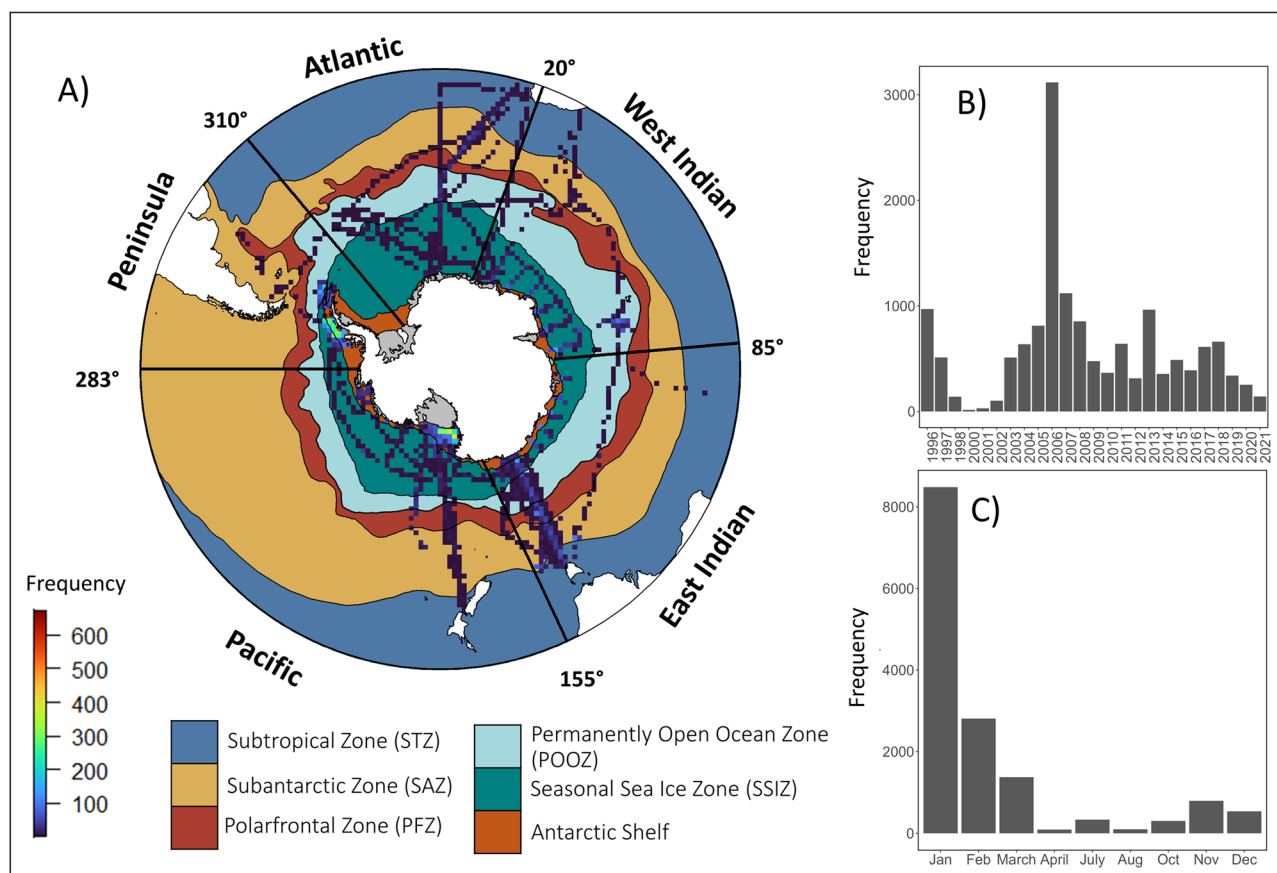 A)
Atlantic
20°
West Indian
310°
Peninsula
283°
85°
East Indian
155°
Pacific
Frequency
600
500
400
300
200
100
Subtropical Zone (STZ)
Subantarctic Zone (SAZ)
Polarfrontal Zone (PFZ)
Permanently Open Ocean Zone
(POOZ)
Seasonal Sea Ice Zone (SSIZ)
Antarctic Shelf
B)
Frequency
3000
2000
1000
0
1996
1997
1998
2000
2001
2002
2003
2004
2005
2006
2007
2008
2009
2010
2011
2012
2013
2014
2015
2016
2017
2018
2019
2020
2021
C)
Frequency
8000
6000
4000
2000
0
Jan
Feb
March
April
July
Aug
Oct
Nov
Dec